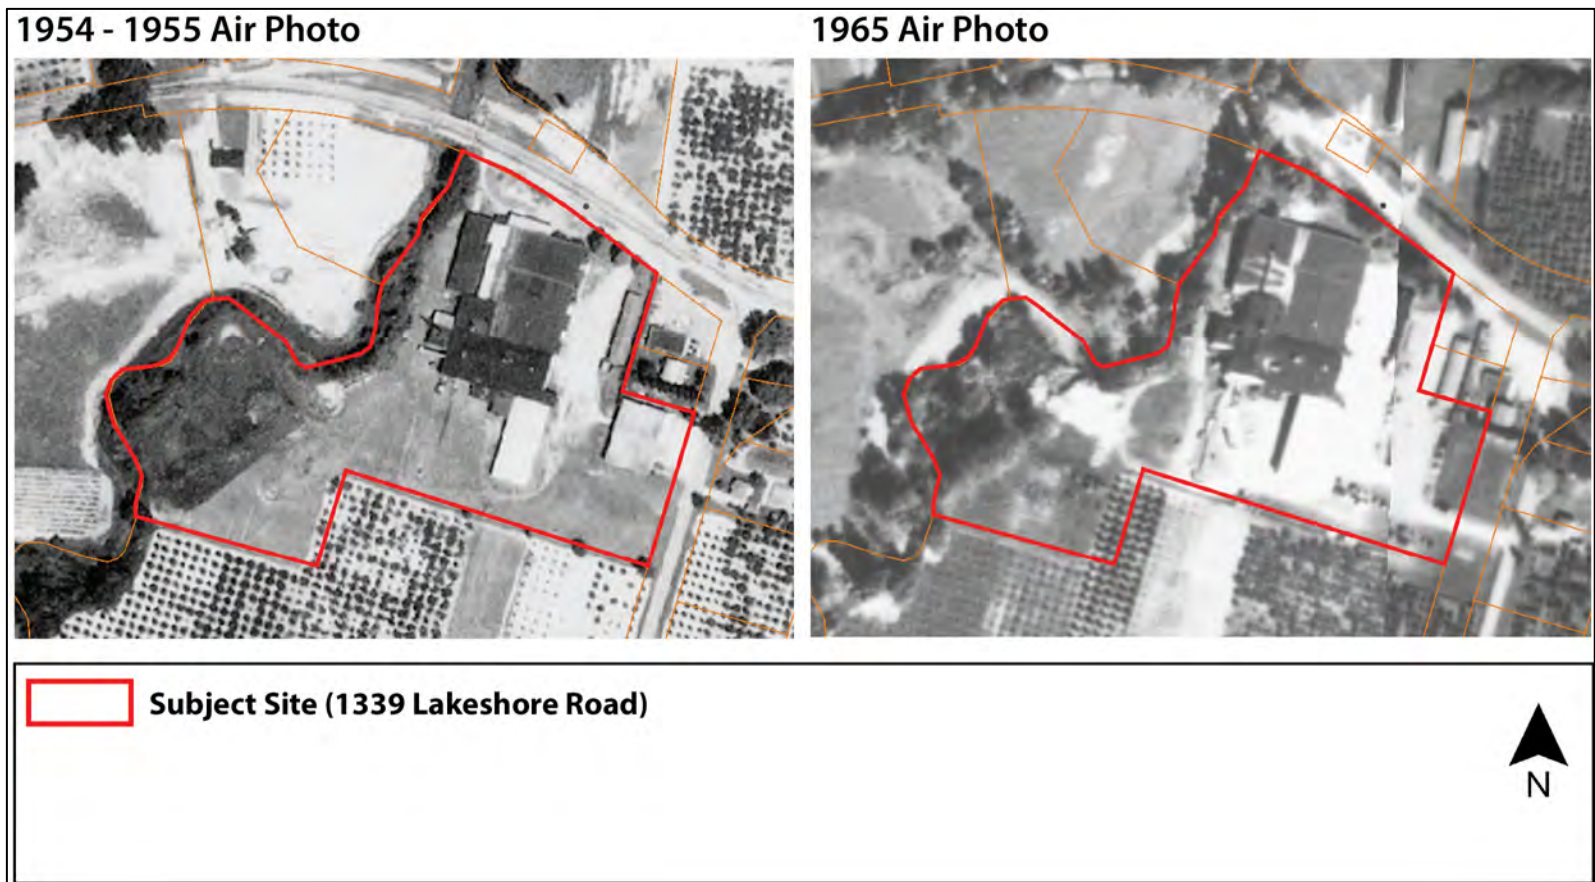 1954 - 1955 Air Photo
1965 Air Photo
Subject Site (1339 Lakeshore Road)
N